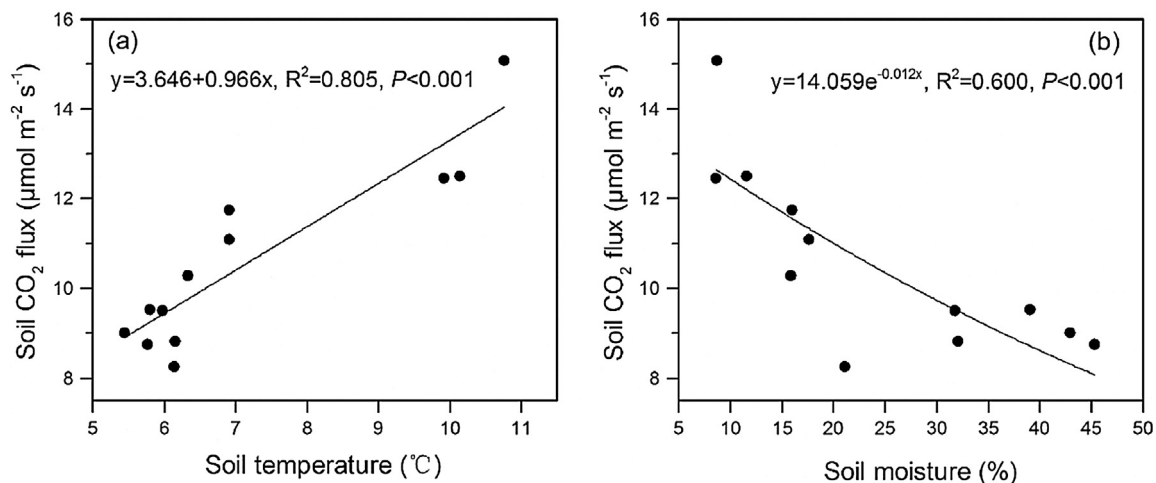 (a)
y=3.646+0.966x, R²=0.805, P<0.001
Soil CO₂ flux (μmol m⁻² s⁻¹)
16
14
12
10
8
5 6 7 8 9 10 11
Soil temperature (℃)
(b)
y=14.059e⁻⁰·⁰¹²ˣ, R²=0.600, P<0.001
Soil CO₂ flux (μmol m⁻² s⁻¹)
16
14
12
10
8
5 10 15 20 25 30 35 40 45 50
Soil moisture (%)